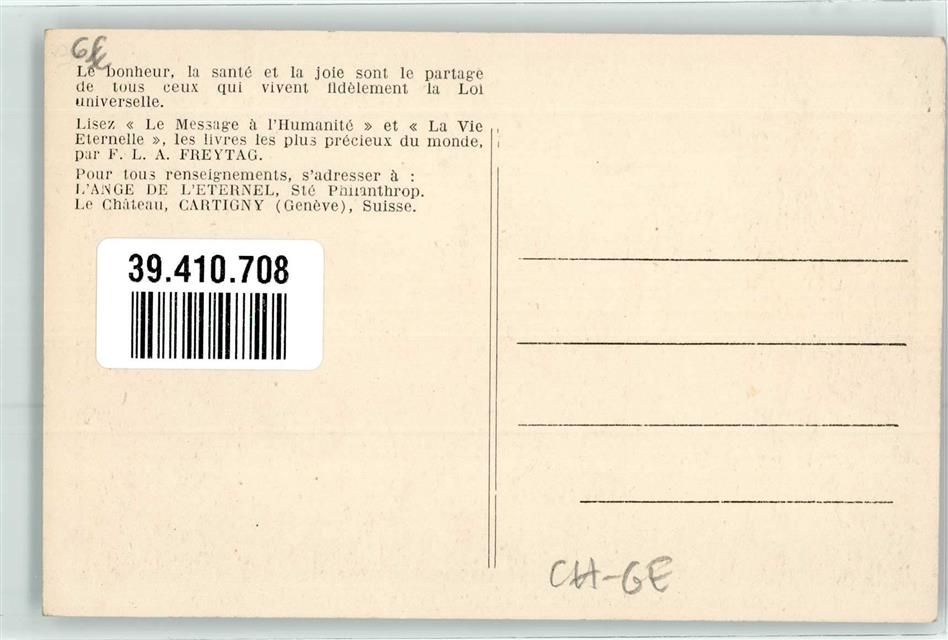 Le bonheur, la santé et la joie sont le partage
de tous ceux qui vivent fidèlement la Loi
universelle.
Lisez « Le Message à l'Humanité » et « La Vie
Eternelle », les livres les plus précieux du monde,
par F. L. A. FREYTAG.
Pour tous renseignements, s'adresser à :
L'ANGE DE L'ETERNEL, Sté Philanthrop.
Le Château, CARTIGNY (Genève), Suisse.
39.410.708
CH-GE